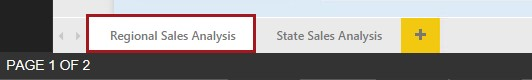 Regional Sales Analysis State Sales Analysis +
PAGE 1 OF 2